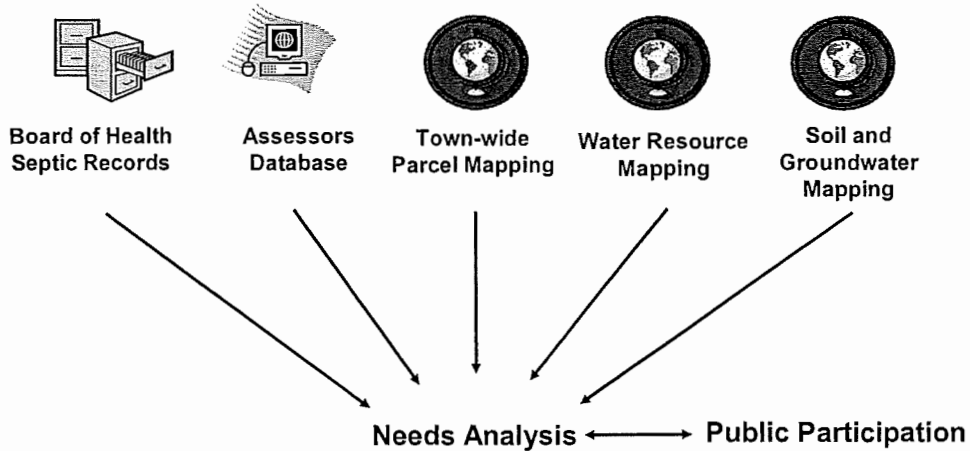 Board of Health
Septic Records
Assessors
Database
Town-wide
Parcel Mapping
Water Resource
Mapping
Soil and
Groundwater
Mapping
Needs Analysis
Public Participation